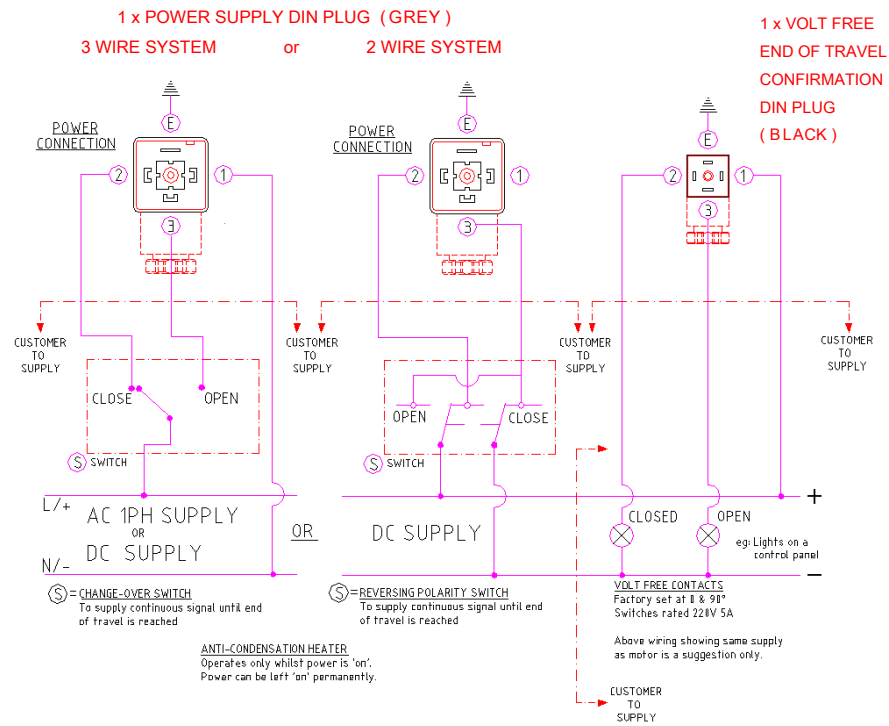 1 x POWER SUPPLY DIN PLUG ( GREY )
3 WIRE SYSTEM or 2 WIRE SYSTEM
1 x VOLT FREE
END OF TRAVEL
CONFIRMATION
DIN PLUG
( BLACK )
POWER
CONNECTION
E
2
1
3
POWER
CONNECTION
E
2
1
3
E
2
1
3
CUSTOMER
TO
SUPPLY
CUSTOMER
TO
SUPPLY
CUSTOMER
TO
SUPPLY
CLOSE
OPEN
S SWITCH
OPEN
CLOSE
S SWITCH
L/+
AC 1PH SUPPLY
OR
DC SUPPLY
N/-
OR
DC SUPPLY
+
CLOSED
OPEN
eg: Lights on a
control panel
−
S = CHANGE-OVER SWITCH
To supply continuous signal until end
of travel is reached
S = REVERSING POLARITY SWITCH
To supply continuous signal until end
of travel is reached
VOLT FREE CONTACTS
Factory set at 0 & 90°
Switches rated 220V 5A
Above wiring showing same supply
as motor is a suggestion only.
ANTI-CONDENSATION HEATER
Operates only whilst power is 'on'.
Power can be left 'on' permanently.
CUSTOMER
TO
SUPPLY